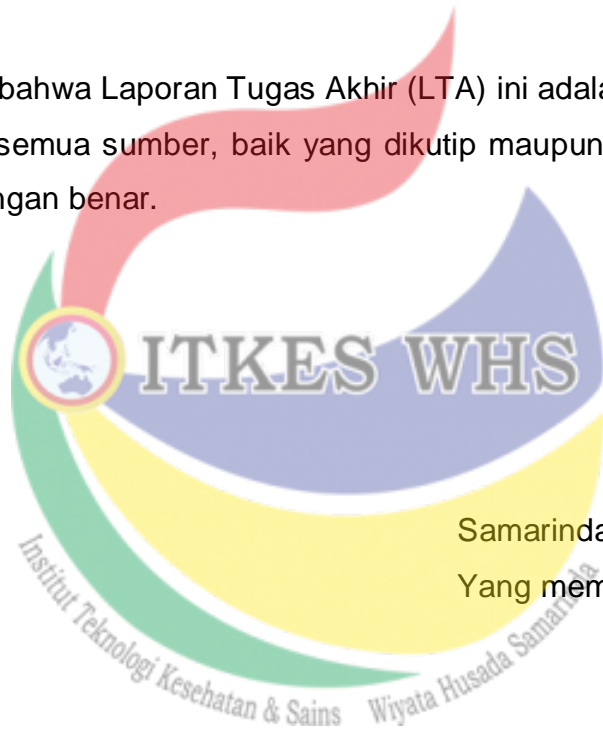 bahwa Laporan Tugas Akhir (LTA) ini adala
semua sumber, baik yang dikutip maupun
ngan benar.
ITKES WHS
Samarinda
Yang mem
Institut Teknologi Kesehatan & Sains Wiyata Husada Samarinda